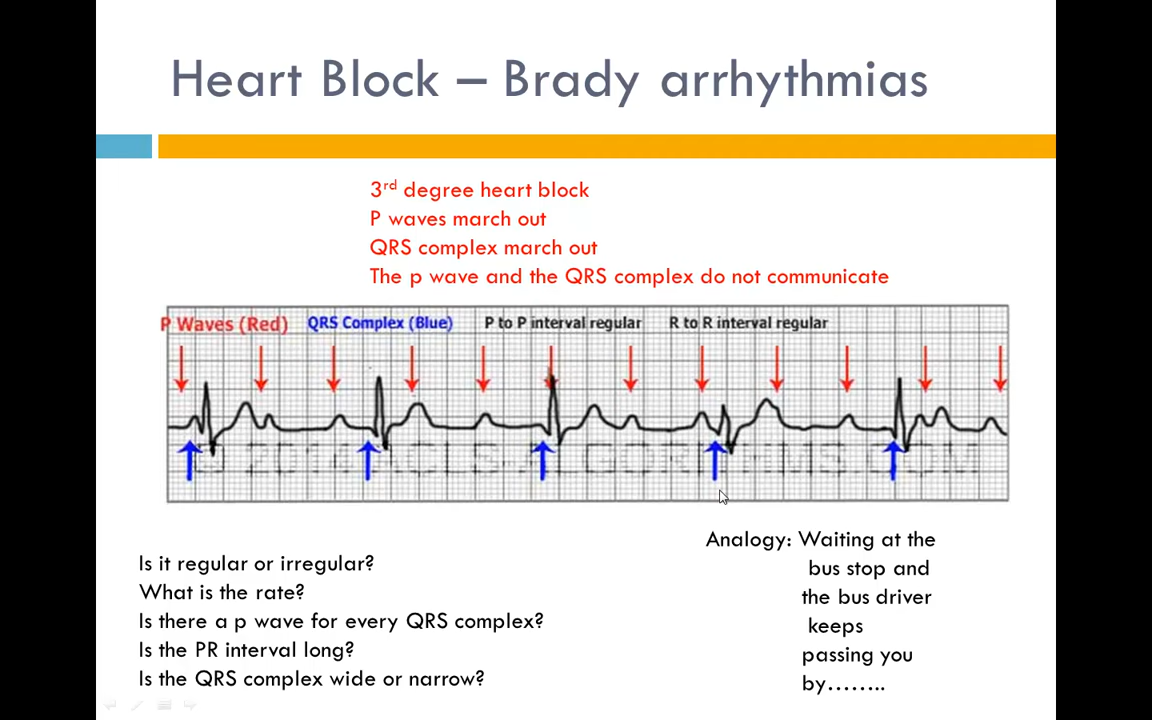 Heart Block – Brady arrhythmias
3rd degree heart block
P waves march out
QRS complex march out
The p wave and the QRS complex do not communicate
P Waves (Red) QRS Complex (Blue) P to P interval regular R to R interval regular
© 2014 ACLS-ALGORITHMS.COM
Is it regular or irregular?
What is the rate?
Is there a p wave for every QRS complex?
Is the PR interval long?
Is the QRS complex wide or narrow?
Analogy: Waiting at the
bus stop and
the bus driver
keeps
passing you
by……..